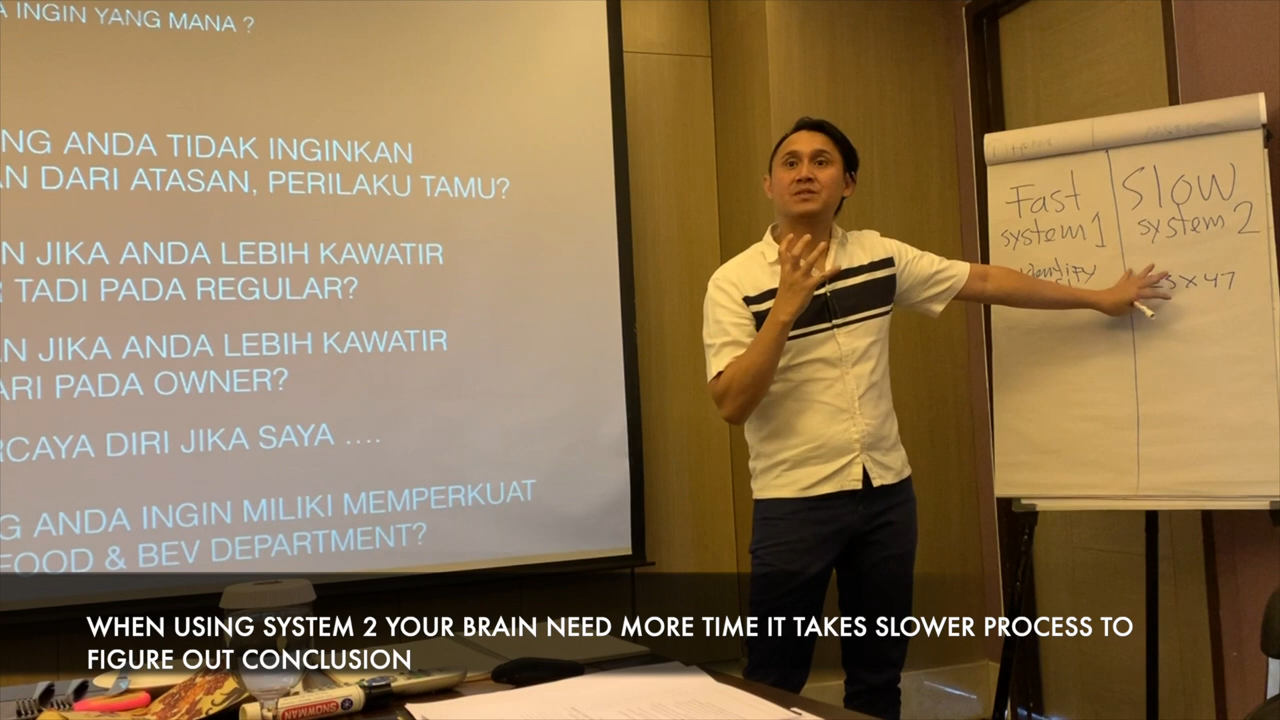 A INGIN YANG MANA ?
NG ANDA TIDAK INGINKAN
AN DARI ATASAN, PERILAKU TAMU?
N JIKA ANDA LEBIH KAWATIR
TADI PADA REGULAR?
AN JIKA ANDA LEBIH KAWATIR
ARI PADA OWNER?
RCAYA DIRI JIKA SAYA ....
G ANDA INGIN MILIKI MEMPERKUAT
FOOD & BEV DEPARTMENT?
Fast
system 1
identify
Slow
system 2
x 47
SNOWMAN
WHEN USING SYSTEM 2 YOUR BRAIN NEED MORE TIME IT TAKES SLOWER PROCESS TO
FIGURE OUT CONCLUSION